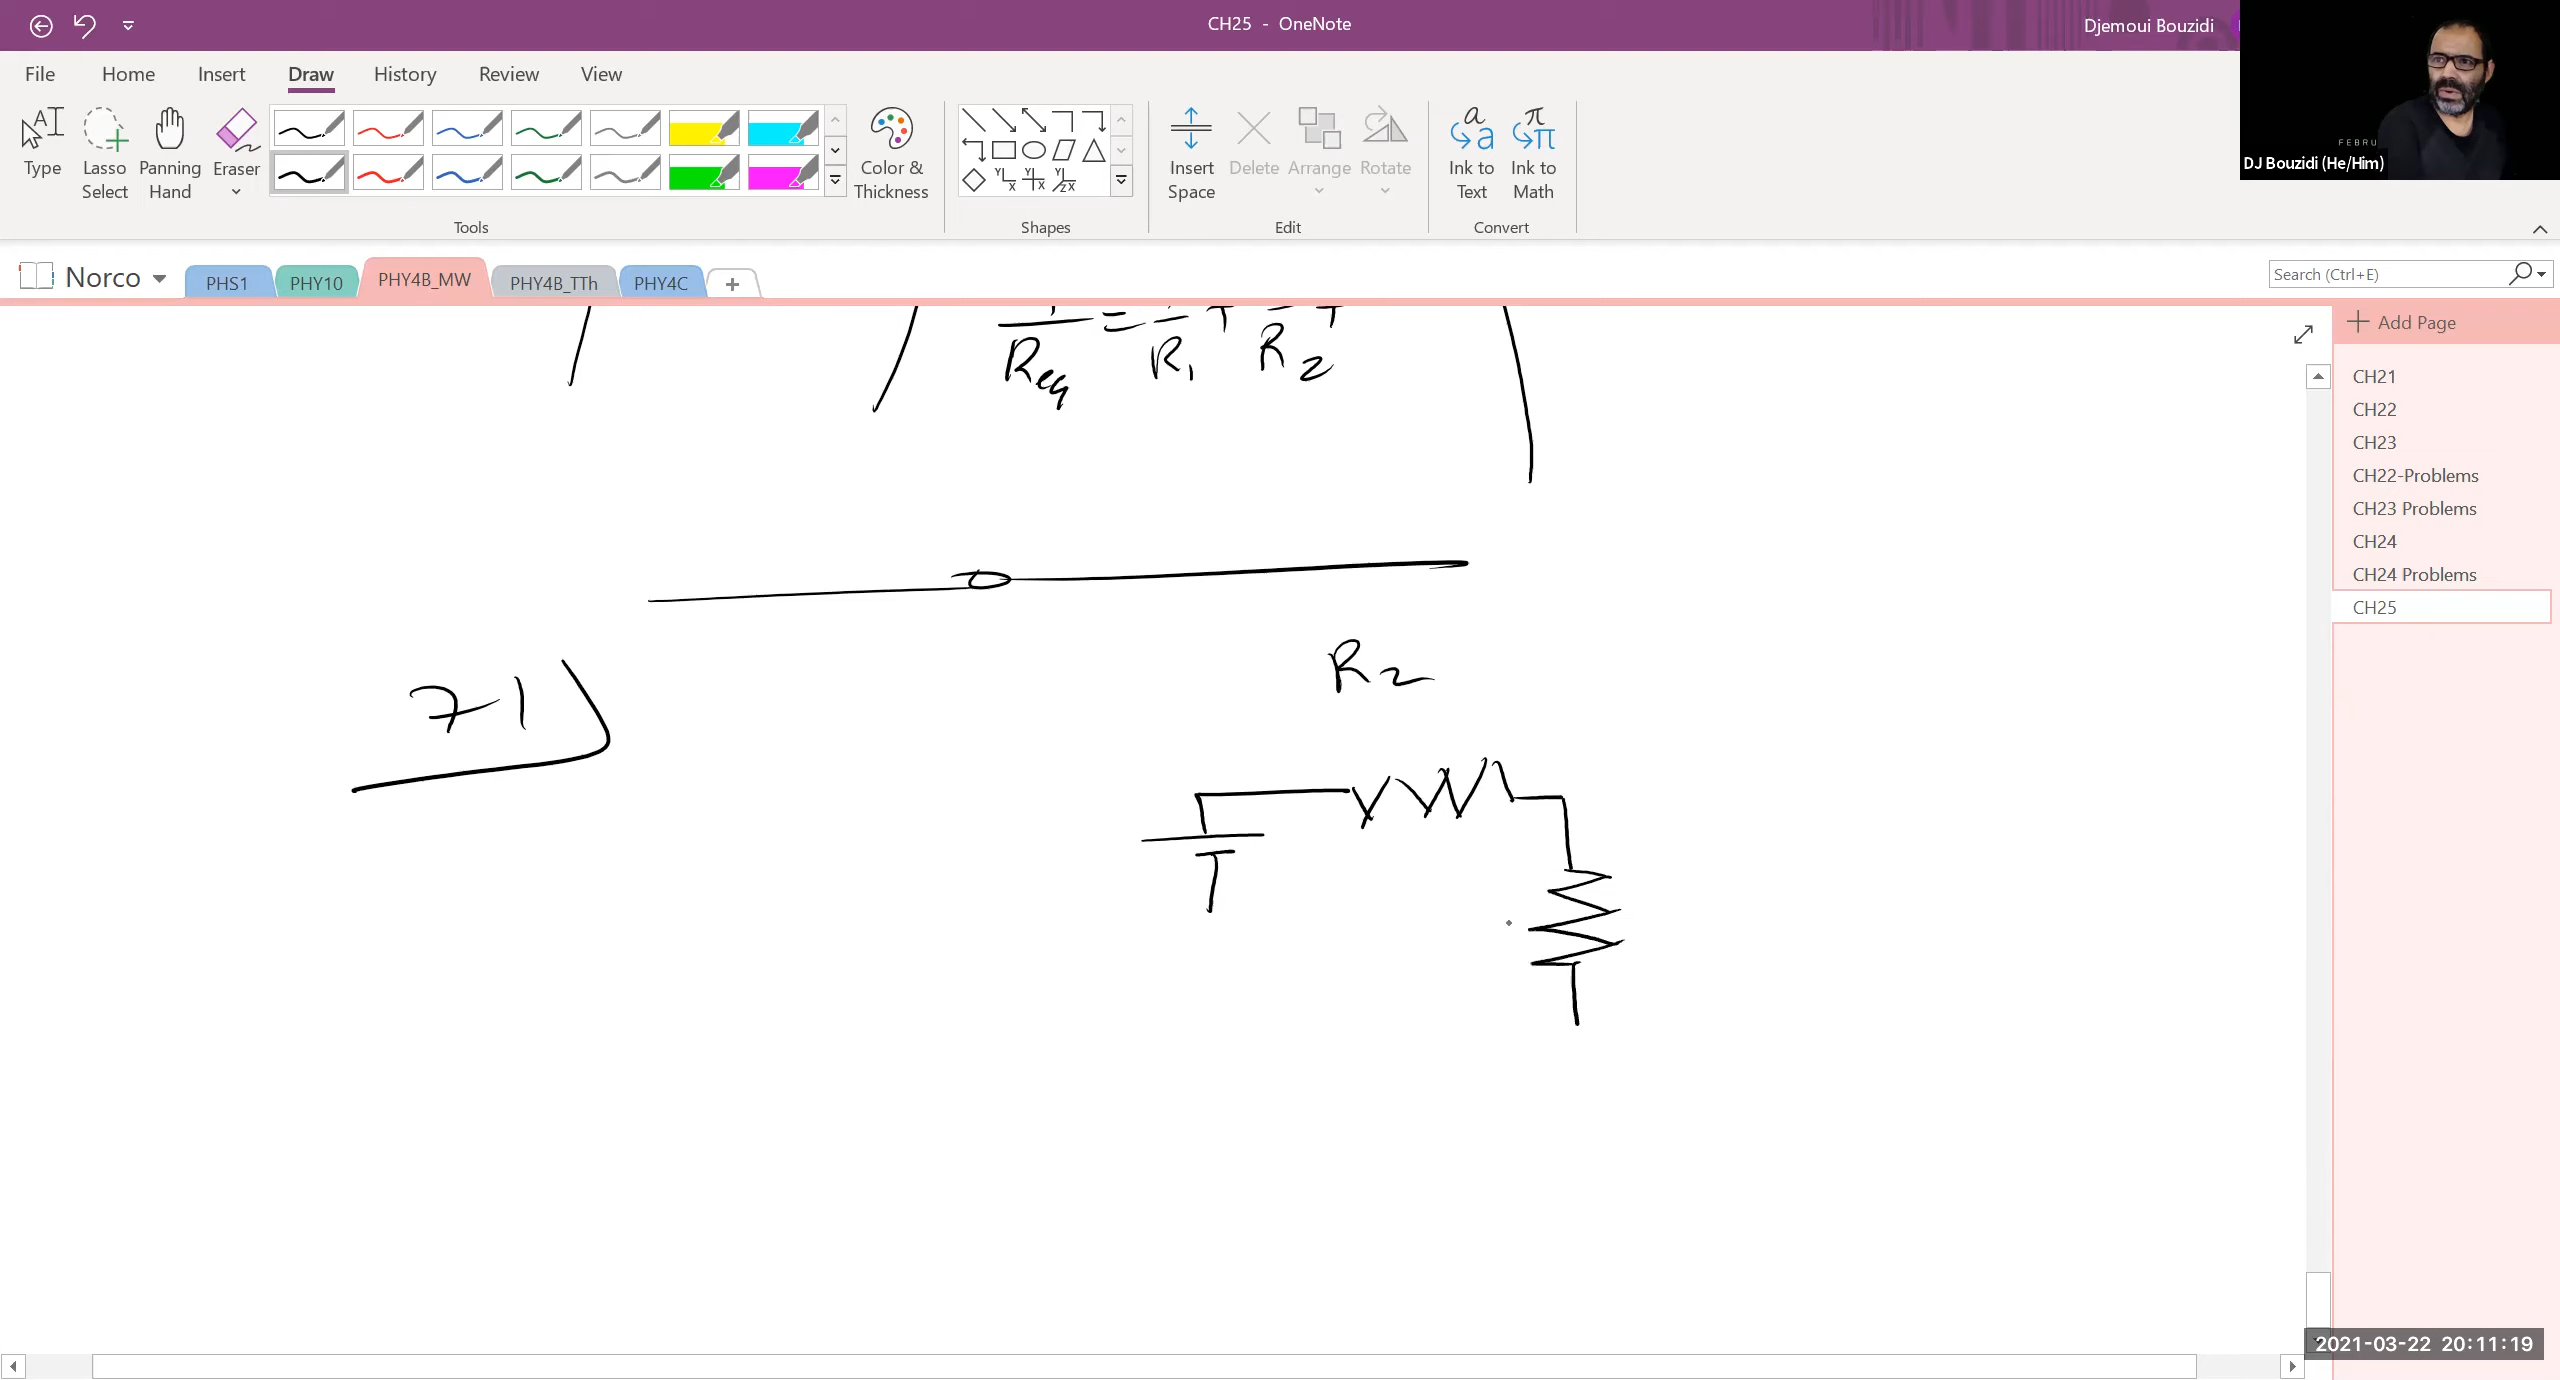 CH25 - OneNote
Djemoui Bouzidi
File Home Insert Draw History Review View
Type
Lasso Select
Panning Hand
Eraser
Color & Thickness
Insert Space
Delete
Arrange
Rotate
Ink to Text
Ink to Math
Tools
Shapes
Edit
Convert
FEBRU
DJ Bouzidi (He/Him)
Norco
PHS1
PHY10
PHY4B_MW
PHY4B_TTh
PHY4C
Search (Ctrl+E)
Add Page
CH21
CH22
CH23
CH22-Problems
CH23 Problems
CH24
CH24 Problems
CH25
= + +
Req R1 R2
71)
R2
2021-03-22 20:11:19